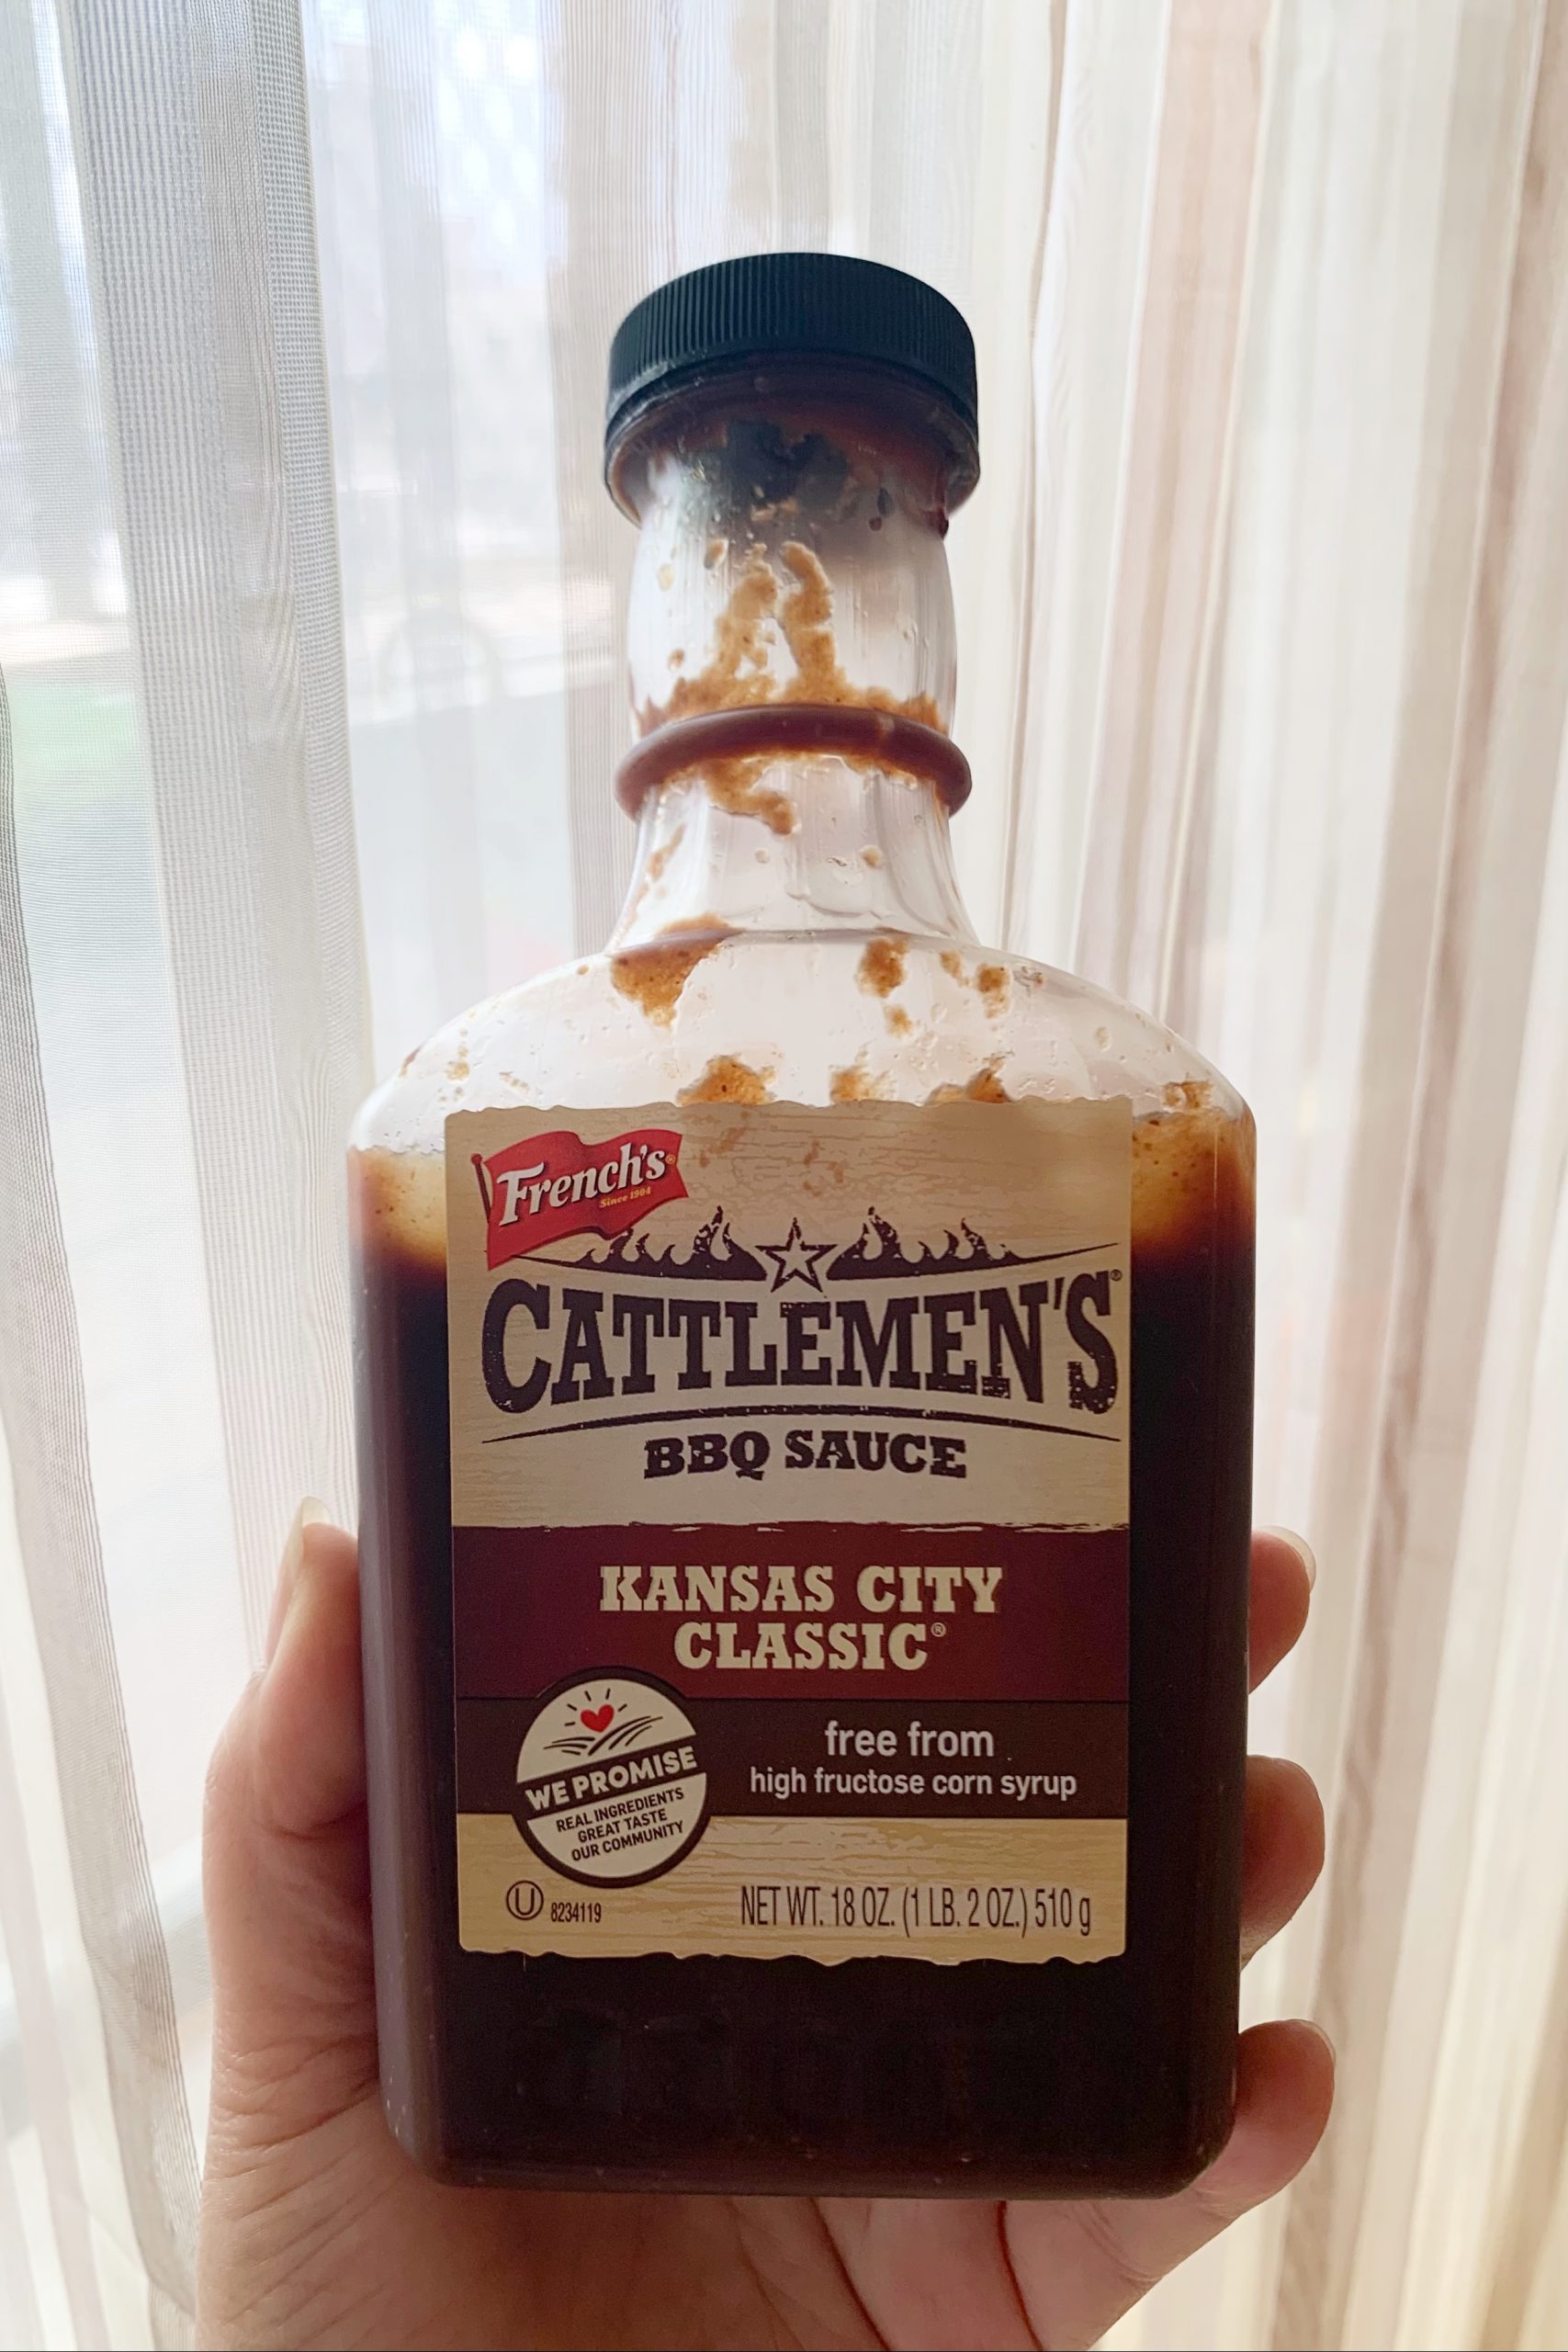 French's®
Since 1904
CATTLEMEN'S®
BBQ SAUCE
KANSAS CITY
CLASSIC®
free from
high fructose corn syrup
WE PROMISE
REAL INGREDIENTS
GREAT TASTE
OUR COMMUNITY
U 8234119
NET WT. 18 OZ. (1 LB. 2 OZ.) 510 g